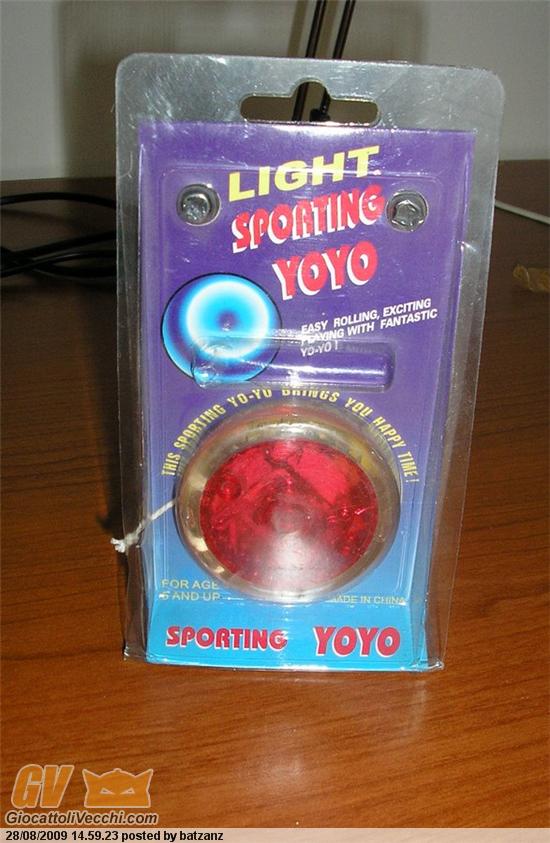 LIGHT
SPORTING
YOYO
EASY ROLLING, EXCITING
PLAYING WITH FANTASTIC
YO-YO !
THIS SPORTING YO-YO BRINGS YOU HAPPY TIME!
FOR AGE
5 AND UP
MADE IN CHINA
SPORTING YOYO
GV
GiocattoliVecchi.com
28/08/2009 14.59.23 posted by batzanz